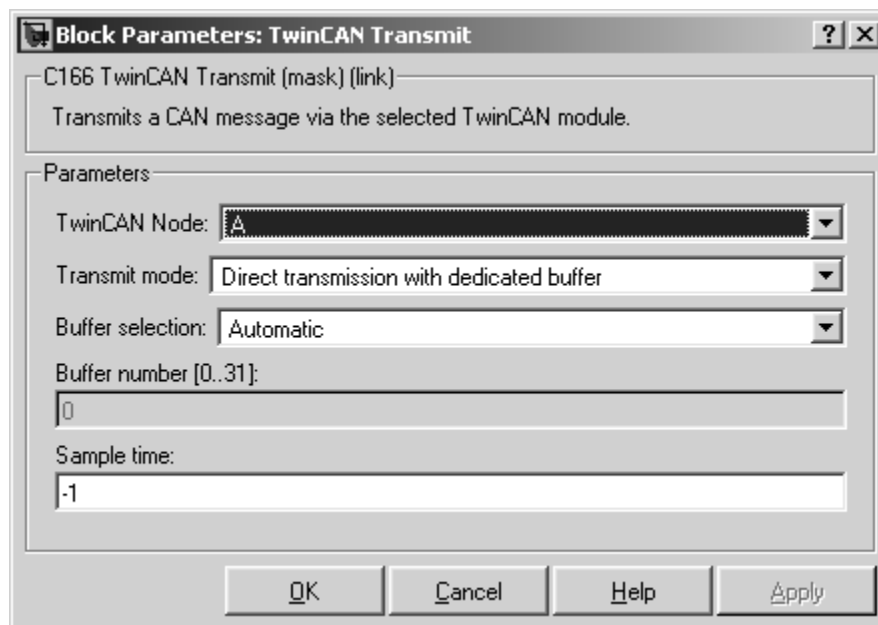 Block Parameters: TwinCAN Transmit
C166 TwinCAN Transmit (mask) (link)
Transmits a CAN message via the selected TwinCAN module.
Parameters
TwinCAN Node: A
Transmit mode: Direct transmission with dedicated buffer
Buffer selection: Automatic
Buffer number [0..31]:
0
Sample time:
-1
OK Cancel Help Apply